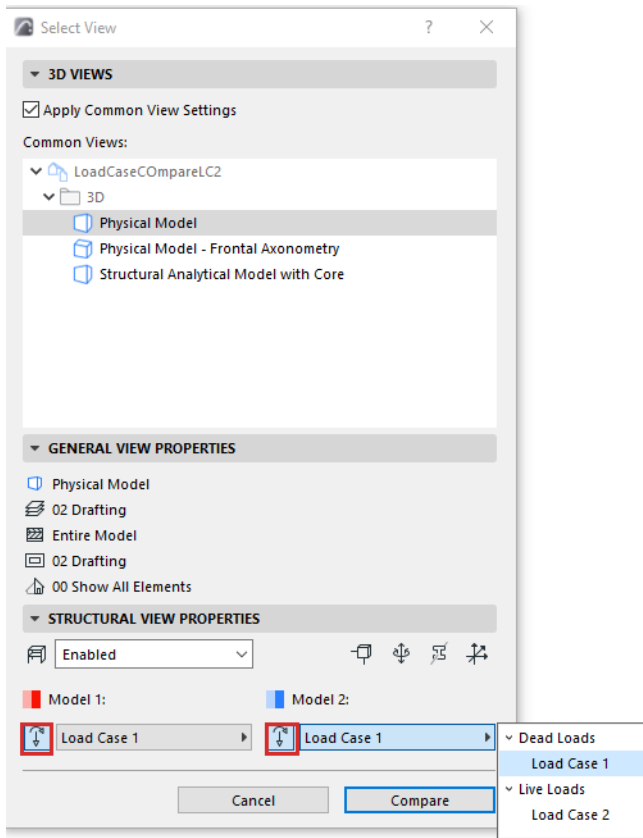 Select View ?
3D VIEWS
Apply Common View Settings
Common Views:
LoadCaseCOmpareLC2
3D
Physical Model
Physical Model - Frontal Axonometry
Structural Analytical Model with Core
GENERAL VIEW PROPERTIES
Physical Model
02 Drafting
Entire Model
02 Drafting
00 Show All Elements
STRUCTURAL VIEW PROPERTIES
Enabled
Model 1: Model 2:
Load Case 1 Load Case 1
Dead Loads
Load Case 1
Live Loads
Load Case 2
Cancel Compare